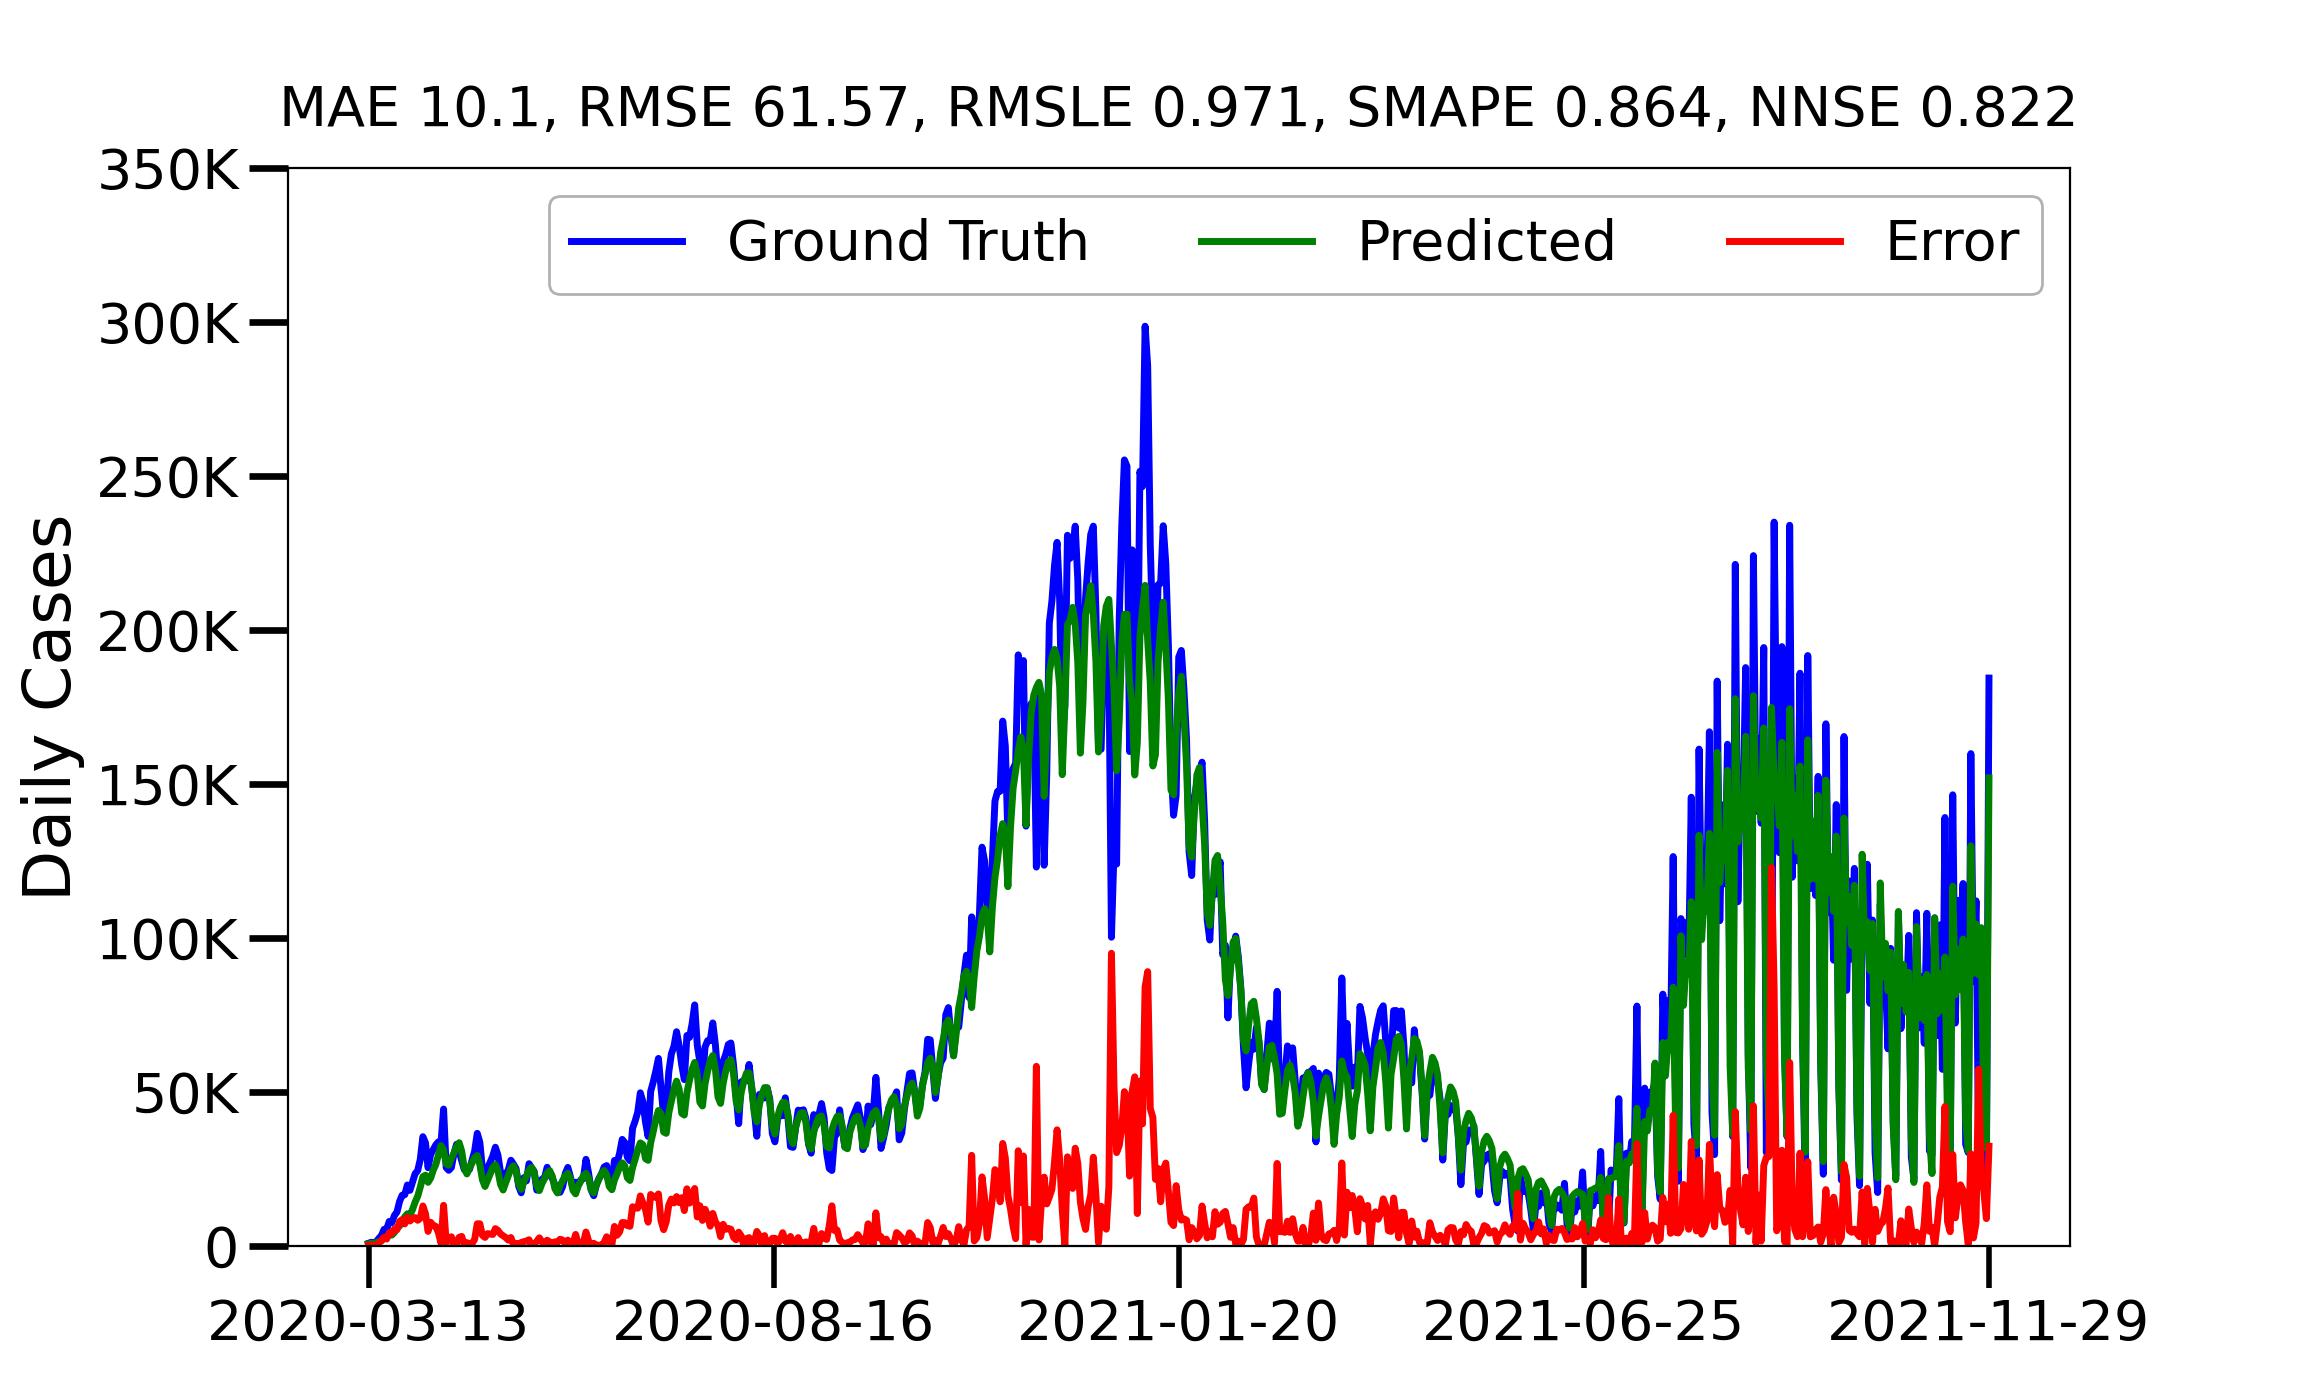 MAE 10.1, RMSE 61.57, RMSLE 0.971, SMAPE 0.864, NNSE 0.822
350K
Ground Truth Predicted Error
300K
250K
200K
150K
100K
50K
0
Daily Cases
2020-03-13 2020-08-16 2021-01-20 2021-06-25 2021-11-29